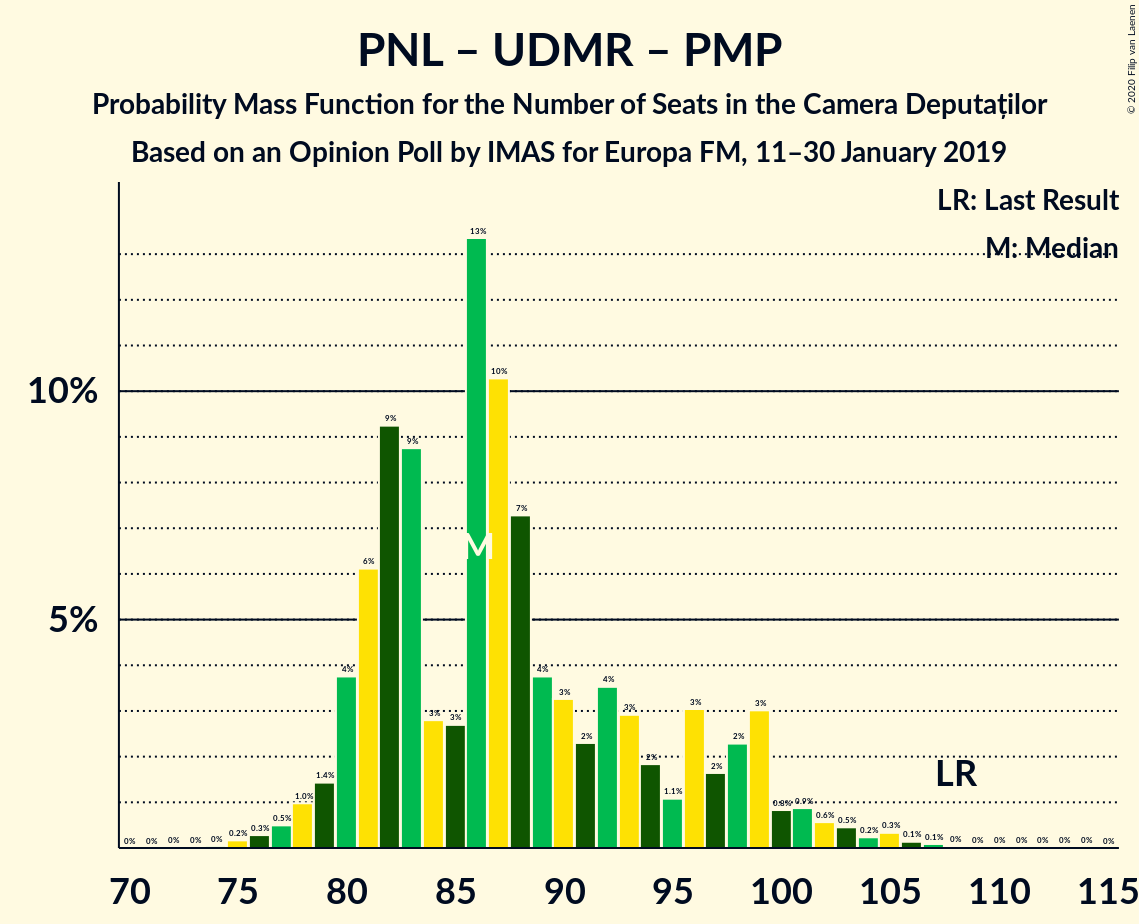 PNL – UDMR – PMP
Probability Mass Function for the Number of Seats in the Camera Deputaților
Based on an Opinion Poll by IMAS for Europa FM, 11–30 January 2019
© 2020 Filip van Laenen
LR: Last Result
M: Median
10%
5%
0% 0% 0% 0% 0% 0.2% 0.3% 0.5% 1.0% 1.4% 4% 6% 9% 9% 3% 3% 13% 10% 7% 4% 3% 2% 4% 3% 2% 1.1% 3% 2% 2% 3% 0.8% 0.9% 0.6% 0.5% 0.2% 0.3% 0.1% 0.1% 0% 0% 0% 0% 0% 0% 0% 0%
M
LR
70 75 80 85 90 95 100 105 110 115